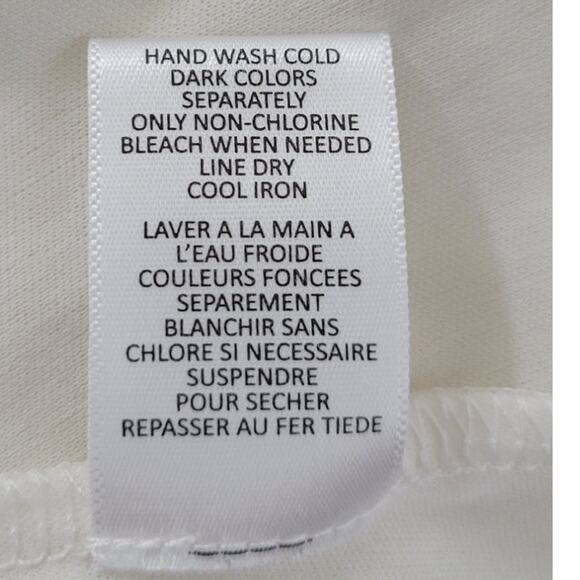 HAND WASH COLD
DARK COLORS
SEPARATELY
ONLY NON-CHLORINE
BLEACH WHEN NEEDED
LINE DRY
COOL IRON
LAVER A LA MAIN A
L'EAU FROIDE
COULEURS FONCEES
SEPAREMENT
BLANCHIR SANS
CHLORE SI NECESSAIRE
SUSPENDRE
POUR SECHER
REPASSER AU FER TIEDE